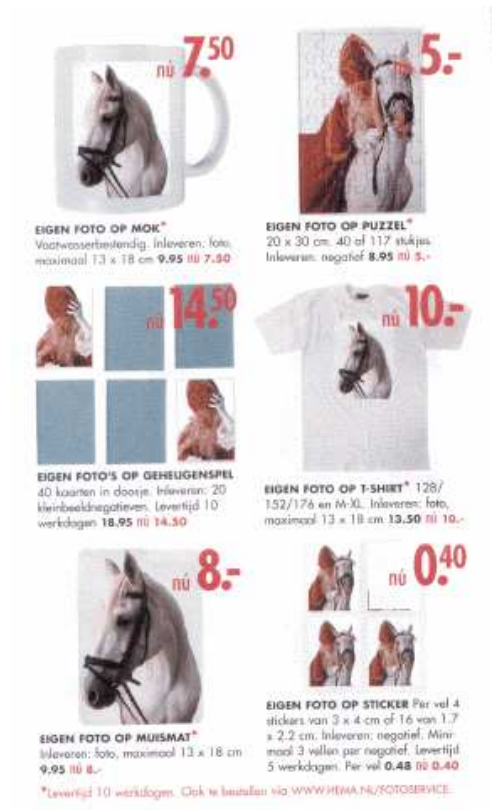 nú 7.50
EIGEN FOTO OP MOK*
Vaatwasserbestendig. Inleveren: foto,
maximaal 13 x 18 cm 9.95 nú 7.50
nú 5.-
EIGEN FOTO OP PUZZEL*
20 x 30 cm. 40 of 117 stukjes.
Inleveren: negatief 8.95 nú 5.-
nú 14.50
EIGEN FOTO'S OP GEHEUGENSPEL
40 kaarten in doosje. Inleveren: 20
kleinbeeldnegatieven. Levertijd 10
werkdagen 18.95 nú 14.50
nú 10.-
EIGEN FOTO OP T-SHIRT* 128/
152/176 en M-XL. Inleveren: foto,
maximaal 13 x 18 cm 13.50 nú 10.-
nú 8.-
EIGEN FOTO OP MUISMAT*
Inleveren: foto, maximaal 13 x 18 cm
9.95 nú 8.-
nú 0.40
EIGEN FOTO OP STICKER Per vel 4
stickers van 3 x 4 cm of 16 van 1.7
x 2.2 cm. Inleveren: negatief. Mini-
maal 3 vellen per negatief. Levertijd
5 werkdagen. Per vel 0.48 nú 0.40
*Levertijd 10 werkdagen. Ook te bestellen via WWW.HEMA.NL/FOTOSERVICE.